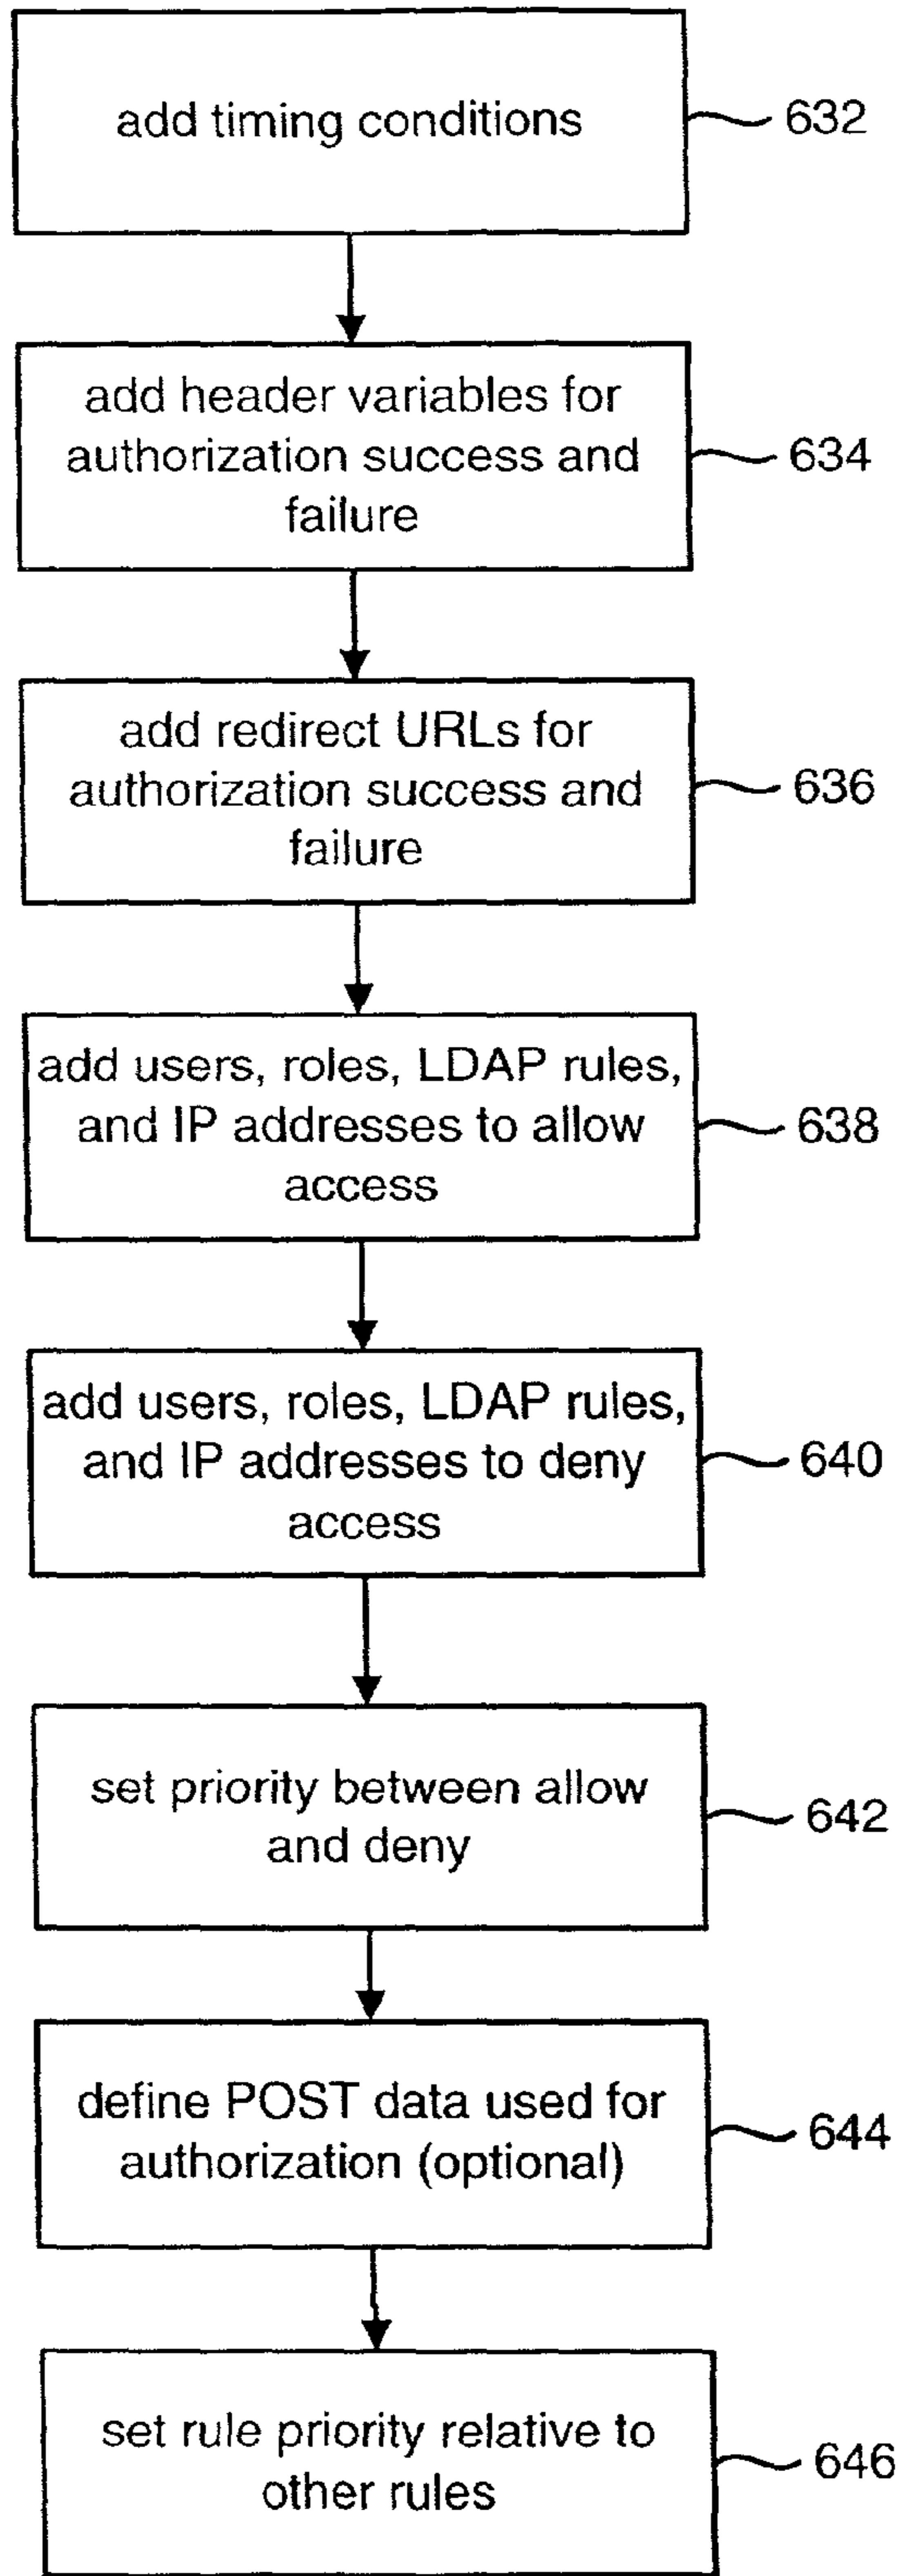 add timing conditions
632
add header variables for
authorization success and
failure
634
add redirect URLs for
authorization success and
failure
636
add users, roles, LDAP rules,
and IP addresses to allow
access
638
add users, roles, LDAP rules,
and IP addresses to deny
access
640
set priority between allow
and deny
642
define POST data used for
authorization (optional)
644
set rule priority relative to
other rules
646